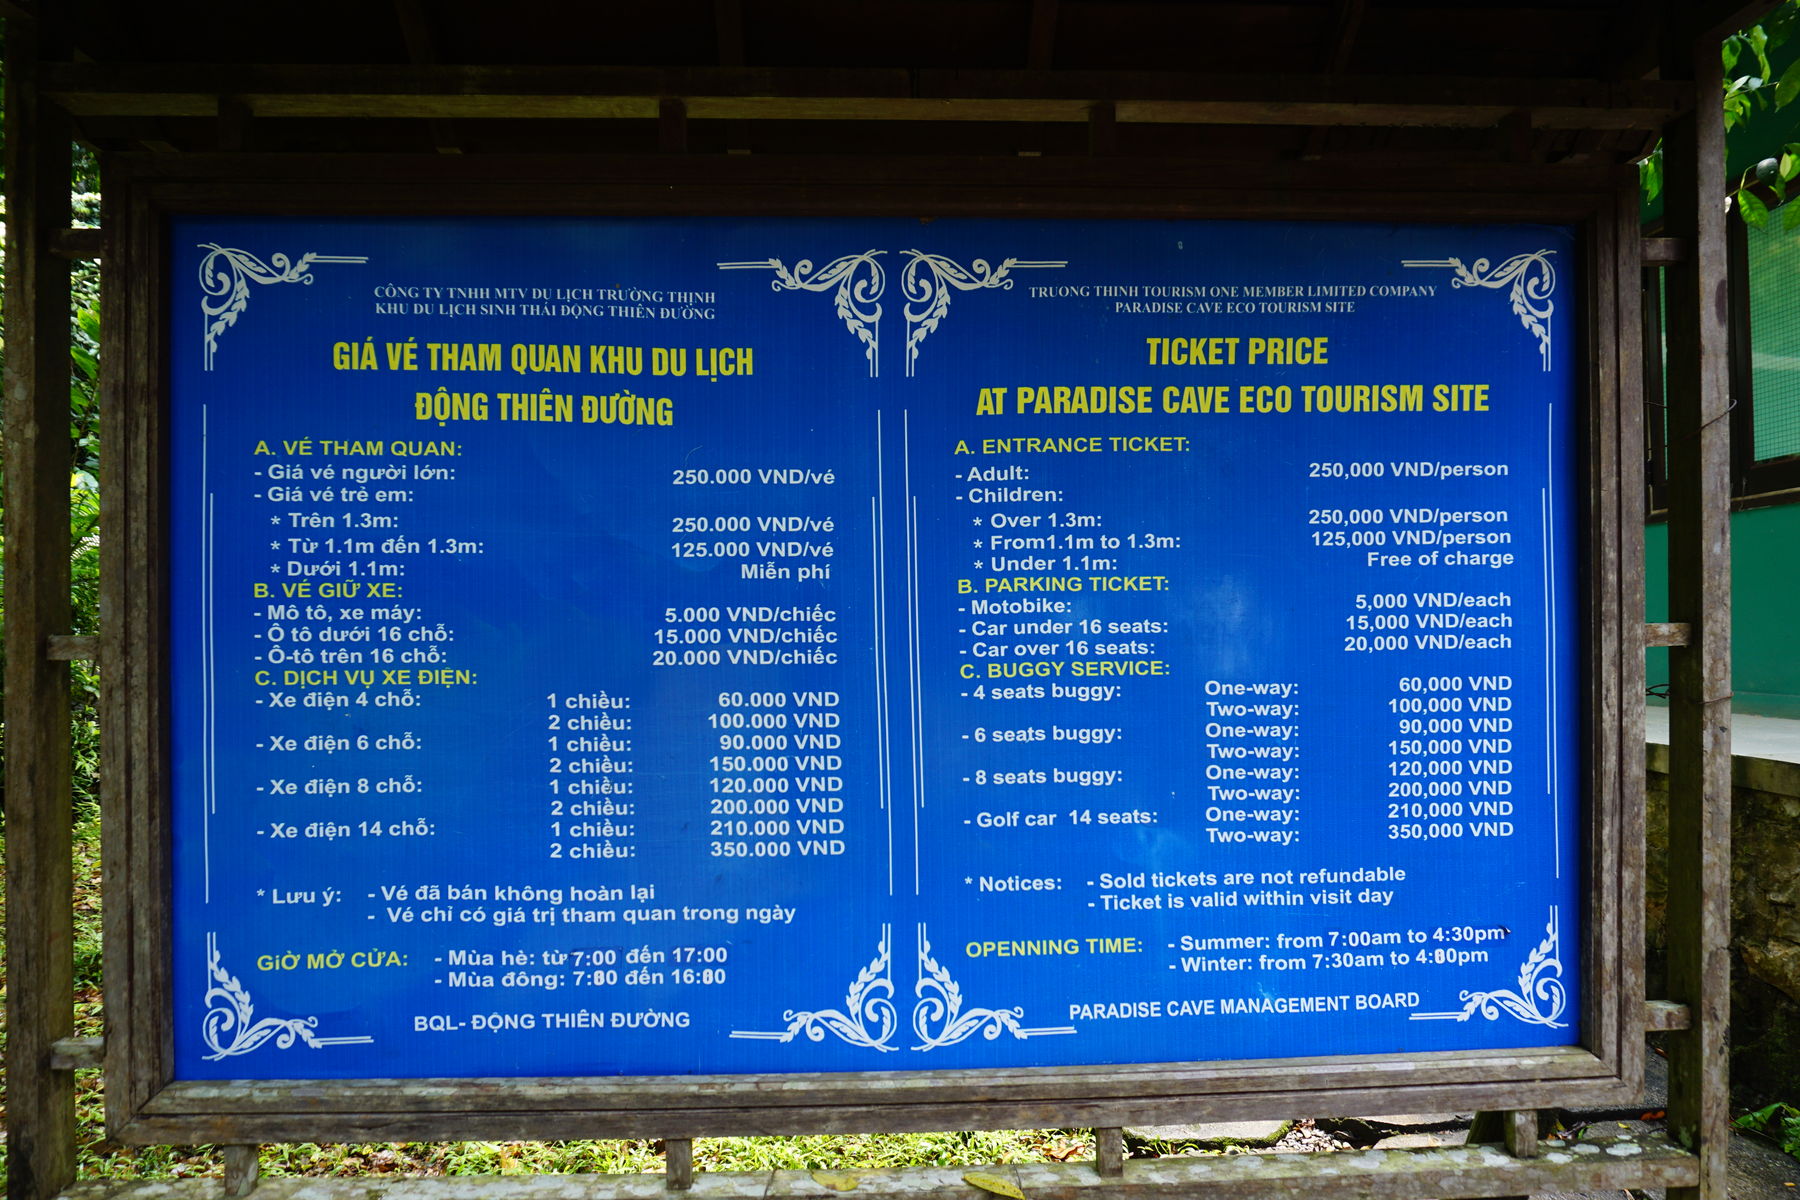 CÔNG TY TNHH MTV DU LỊCH TRƯỜNG THỊNH
KHU DU LỊCH SINH THÁI ĐỘNG THIÊN ĐƯỜNG
GIÁ VÉ THAM QUAN KHU DU LỊCH
ĐỘNG THIÊN ĐƯỜNG
A. VÉ THAM QUAN:
- Giá vé người lớn: 250.000 VND/vé
- Giá vé trẻ em:
* Trên 1.3m: 250.000 VND/vé
* Từ 1.1m đến 1.3m: 125.000 VND/vé
* Dưới 1.1m: Miễn phí
B. VÉ GIỮ XE:
- Mô tô, xe máy: 5.000 VND/chiếc
- Ô tô dưới 16 chỗ: 15.000 VND/chiếc
- Ô-tô trên 16 chỗ: 20.000 VND/chiếc
C. DỊCH VỤ XE ĐIỆN:
- Xe điện 4 chỗ: 1 chiều: 60.000 VND
2 chiều: 100.000 VND
- Xe điện 6 chỗ: 1 chiều: 90.000 VND
2 chiều: 150.000 VND
- Xe điện 8 chỗ: 1 chiều: 120.000 VND
2 chiều: 200.000 VND
- Xe điện 14 chỗ: 1 chiều: 210.000 VND
2 chiều: 350.000 VND
* Lưu ý: - Vé đã bán không hoàn lại
- Vé chỉ có giá trị tham quan trong ngày
GiỜ MỞ CỬA: - Mùa hè: từ 7:00 đến 17:00
- Mùa đông: đến
BQL- ĐỘNG THIÊN ĐƯỜNG
TRUONG THINH TOURISM ONE MEMBER LIMITED COMPANY
PARADISE CAVE ECO TOURISM SITE
TICKET PRICE
AT PARADISE CAVE ECO TOURISM SITE
A. ENTRANCE TICKET:
- Adult: 250,000 VND/person
- Children:
* Over 1.3m: 250,000 VND/person
* From1.1m to 1.3m: 125,000 VND/person
* Under 1.1m: Free of charge
B. PARKING TICKET:
- Motobike: 5,000 VND/each
- Car under 16 seats: 15,000 VND/each
- Car over 16 seats: 20,000 VND/each
C. BUGGY SERVICE:
- 4 seats buggy: One-way: 60,000 VND
Two-way: 100,000 VND
- 6 seats buggy: One-way: 90,000 VND
Two-way: 150,000 VND
- 8 seats buggy: One-way: 120,000 VND
Two-way: 200,000 VND
- Golf car 14 seats: One-way: 210,000 VND
Two-way: 350,000 VND
* Notices: - Sold tickets are not refundable
- Ticket is valid within visit day
OPENNING TIME: - Summer: from 7:00am to 4:30pm
- Winter: from 7:30am to
PARADISE CAVE MANAGEMENT BOARD